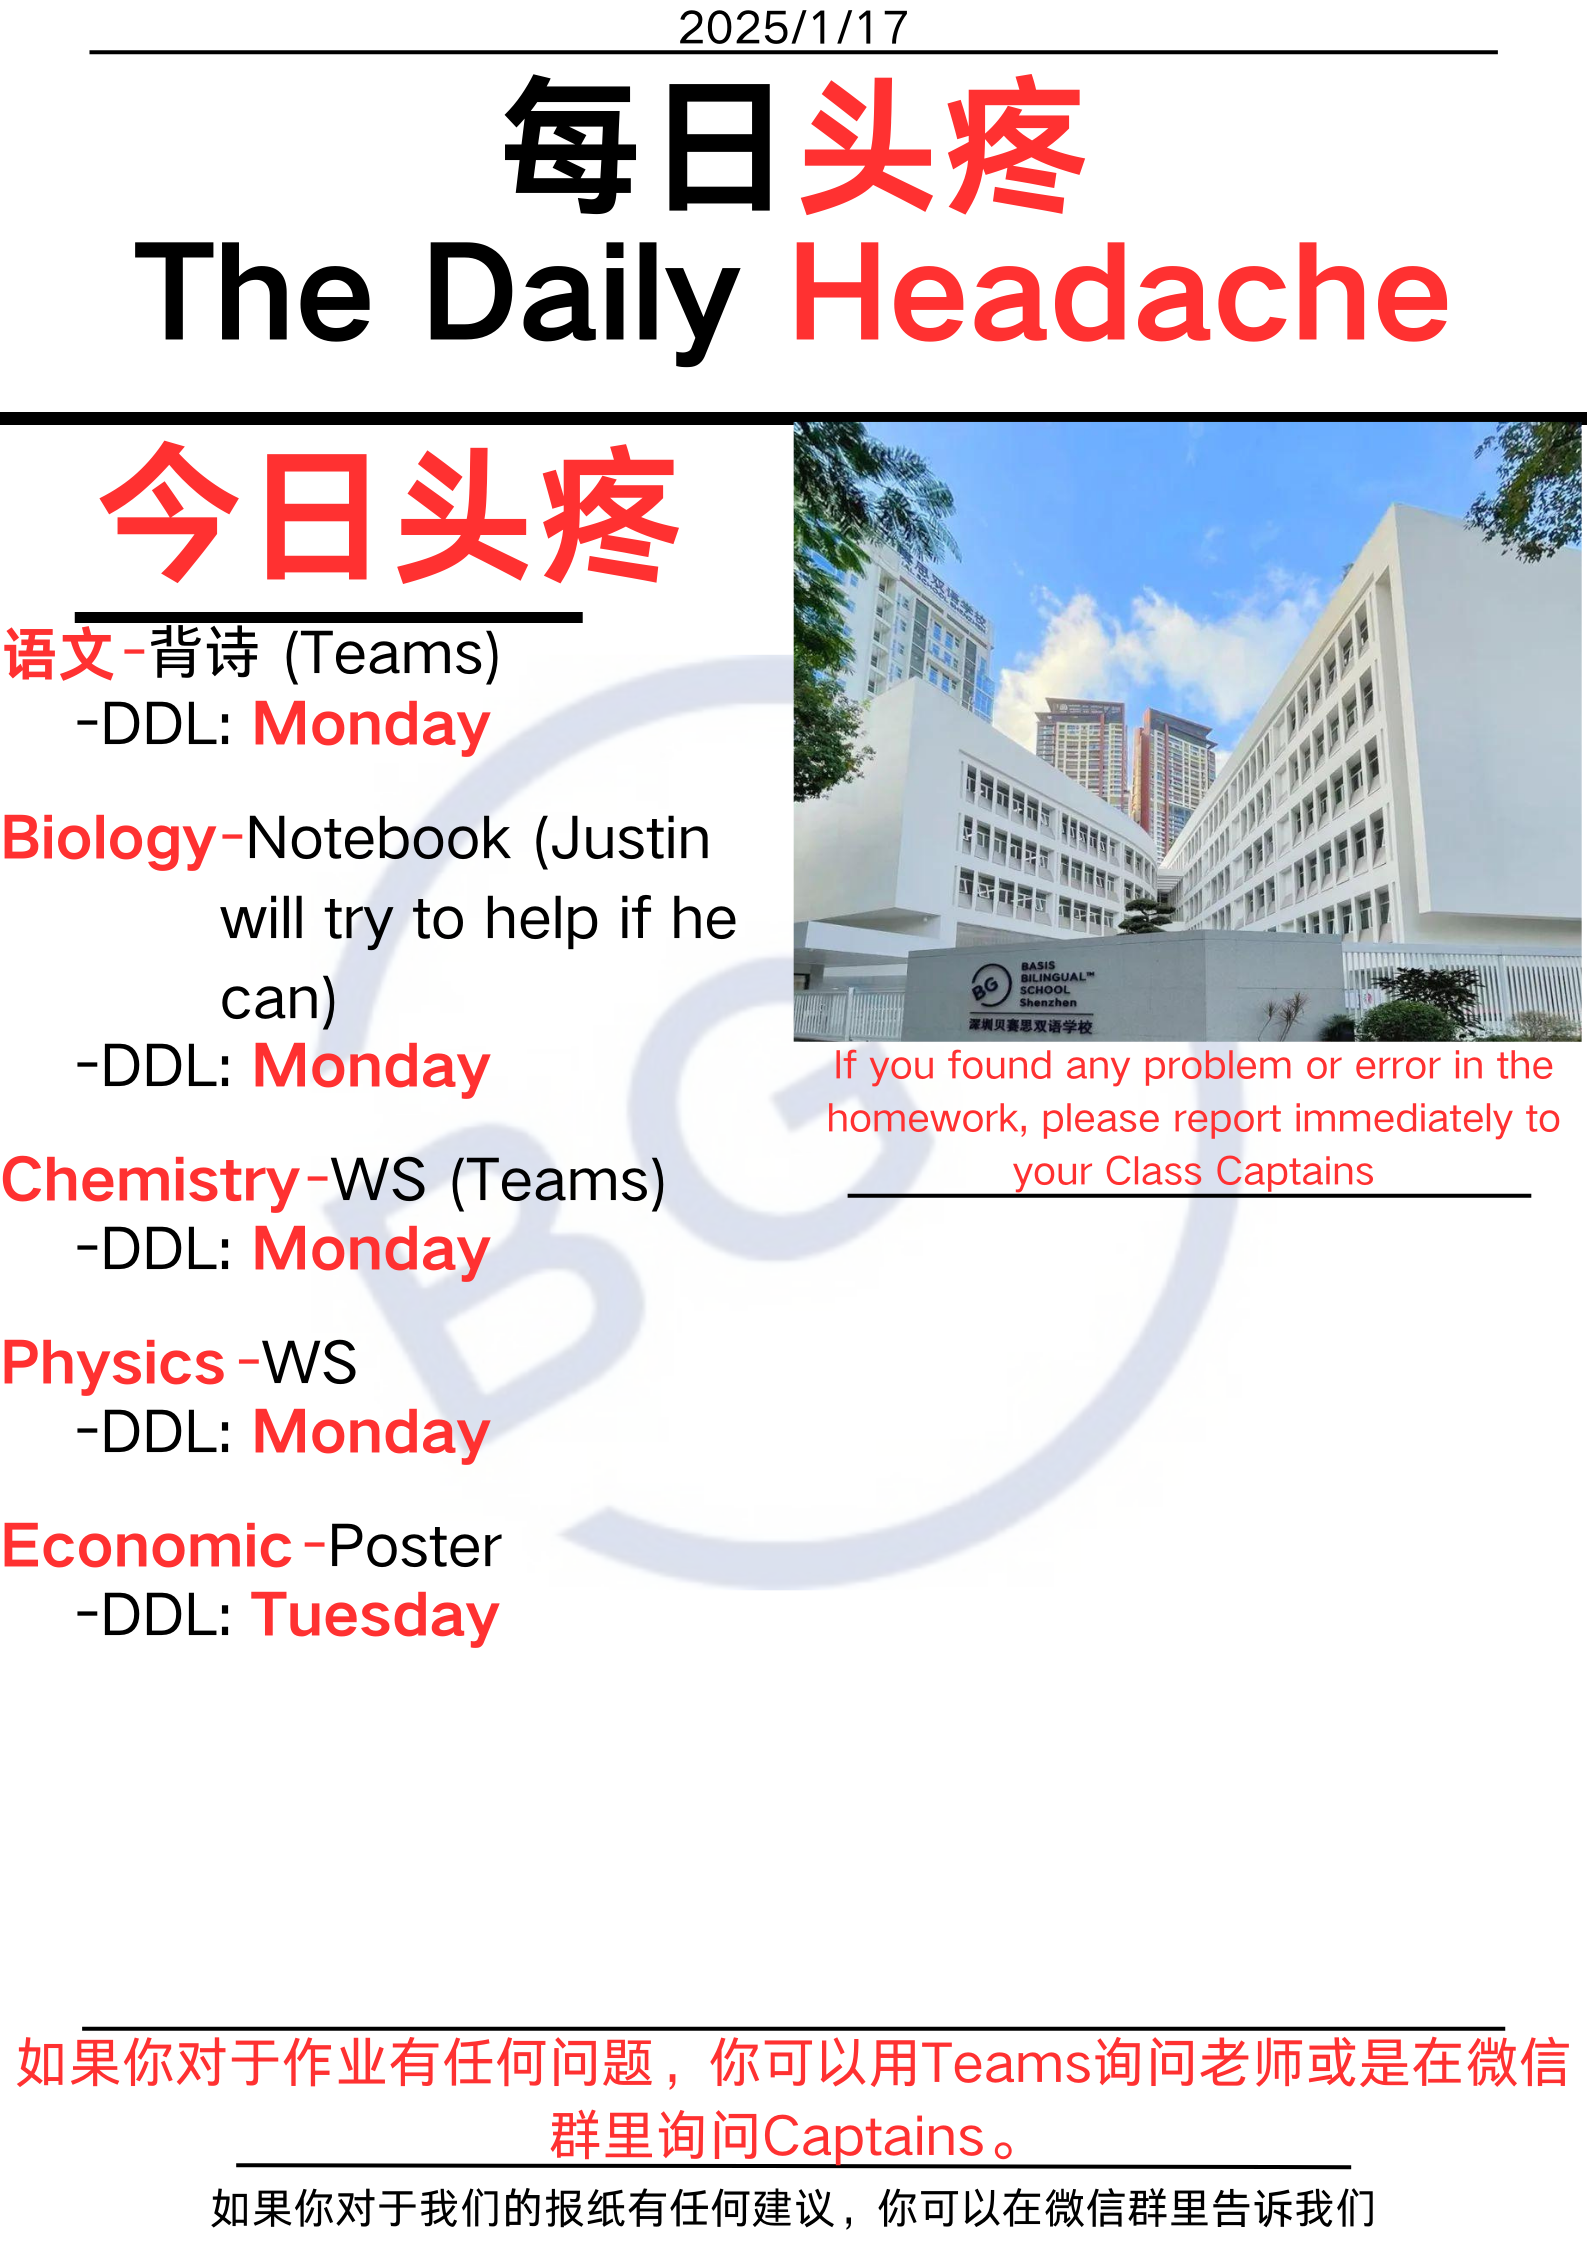 2025/1/17
每日头疼
The Daily Headache
今日头疼
语文-背诗 (Teams)
-DDL: Monday
Biology-Notebook (Justin
will try to help if he
can)
-DDL: Monday
Chemistry-WS (Teams)
-DDL: Monday
Physics-WS
-DDL: Monday
Economic-Poster
-DDL: Tuesday
思双语学校
BG
BASIS
BILINGUAL™
SCHOOL
Shenzhen
深圳贝赛思双语学校
If you found any problem or error in the
homework, please report immediately to
your Class Captains
BG
如果你对于作业有任何问题，你可以用Teams询问老师或是在微信
群里询问Captains。
如果你对于我们的报纸有任何建议，你可以在微信群里告诉我们